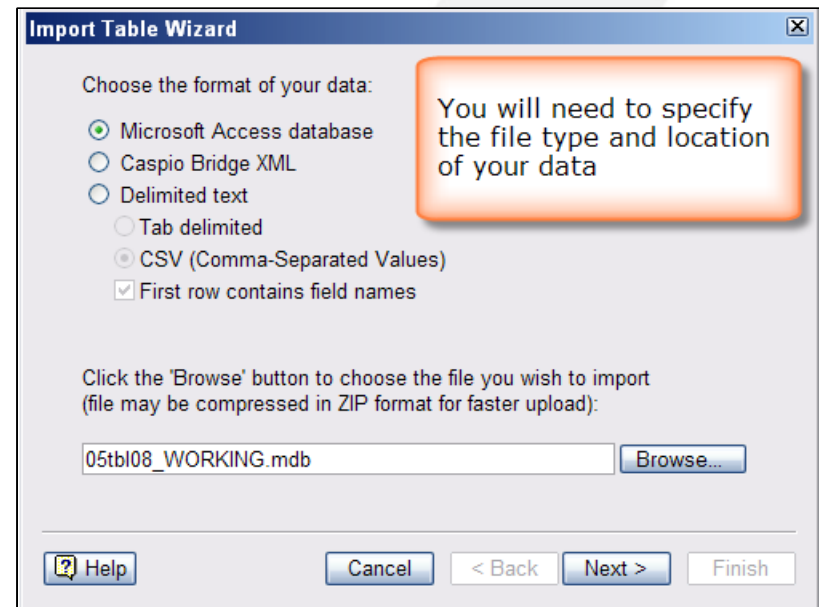 Import Table Wizard
Choose the format of your data:
You will need to specify
the file type and location
of your data
Microsoft Access database
Caspio Bridge XML
Delimited text
Tab delimited
CSV (Comma-Separated Values)
First row contains field names
Click the 'Browse' button to choose the file you wish to import
(file may be compressed in ZIP format for faster upload):
05tbl08_WORKING.mdb
Browse...
Help
Cancel
< Back
Next >
Finish